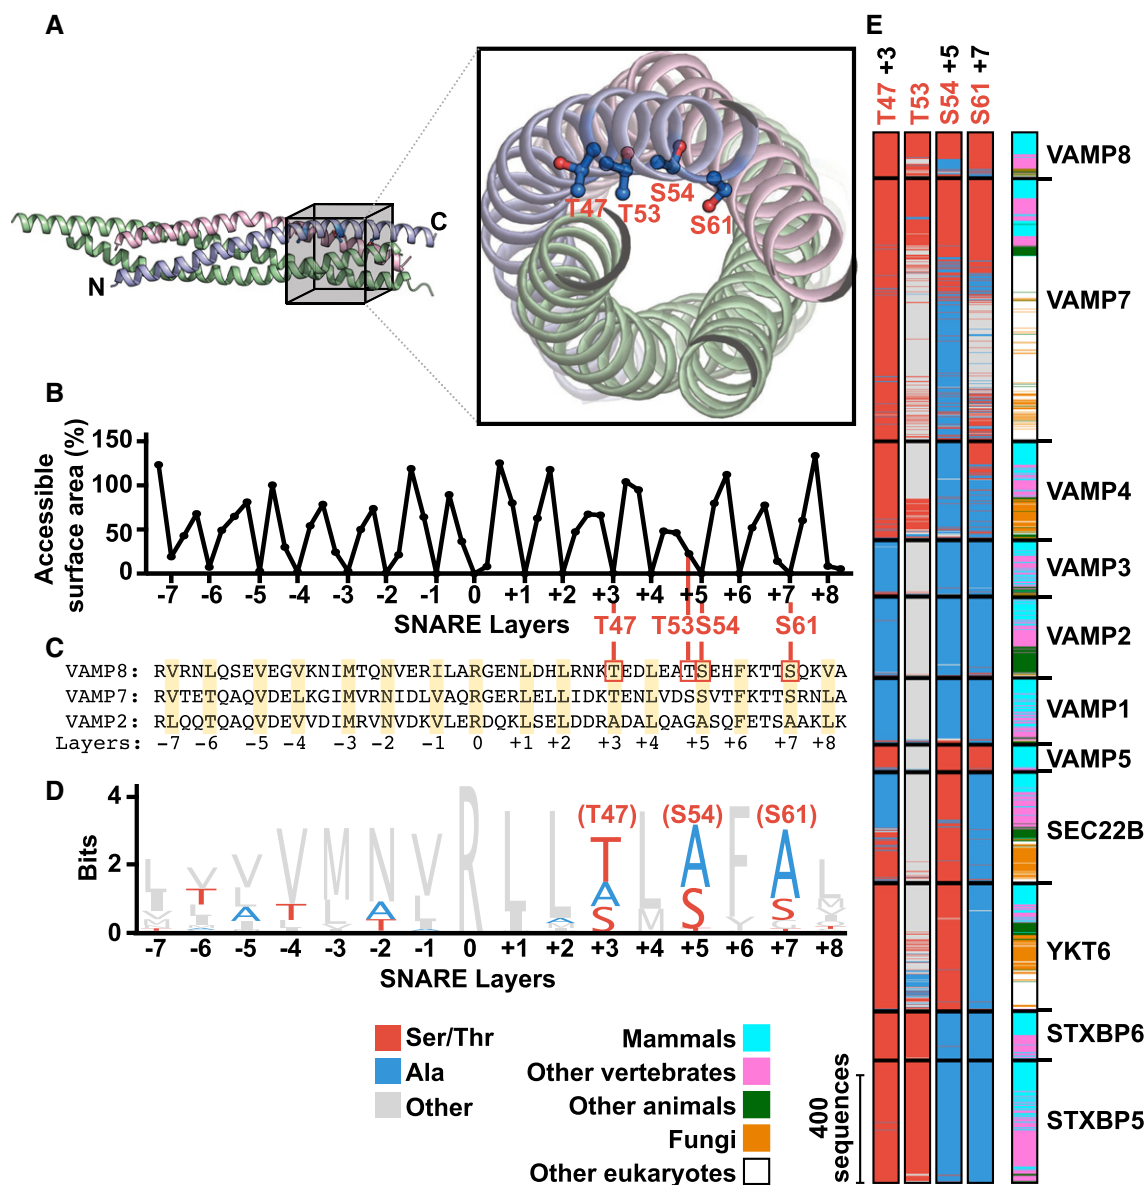 A
N
C
T47
T53
S54
S61
B
Accessible
surface area (%)
150
100
50
0
-7 -6 -5 -4 -3 -2 -1 0 +1 +2 +3 +4 +5 +6 +7 +8
SNARE Layers
T47 T53 S54 S61
C
VAMP8: RVRNLQSEVEGVKNIMTQNVERILARGENLDHLRNKTEDLEATSEHFKTTSQKVA
VAMP7: RVTETQAQVDELKGIMVRNIDLVAQRGERLELLIDKTENLVDSSVTFKTTSRNLA
VAMP2: RLQQTQAQVDEVVDIMRVNVDKVLERDQKLSELDDRADALQAGASQFETSAAKLK
Layers: −7 −6 −5 −4 −3 −2 −1 0 +1 +2 +3 +4 +5 +6 +7 +8
D
(T47) (S54) (S61)
Bits
4
2
0
-7 -6 -5 -4 -3 -2 -1 0 +1 +2 +3 +4 +5 +6 +7 +8
SNARE Layers
Ser/Thr
Ala
Other
Mammals
Other vertebrates
Other animals
Fungi
Other eukaryotes
E
T47 +3
T53
S54 +5
S61 +7
VAMP8
VAMP7
VAMP4
VAMP3
VAMP2
VAMP1
VAMP5
SEC22B
YKT6
STXBP6
STXBP5
400
sequences